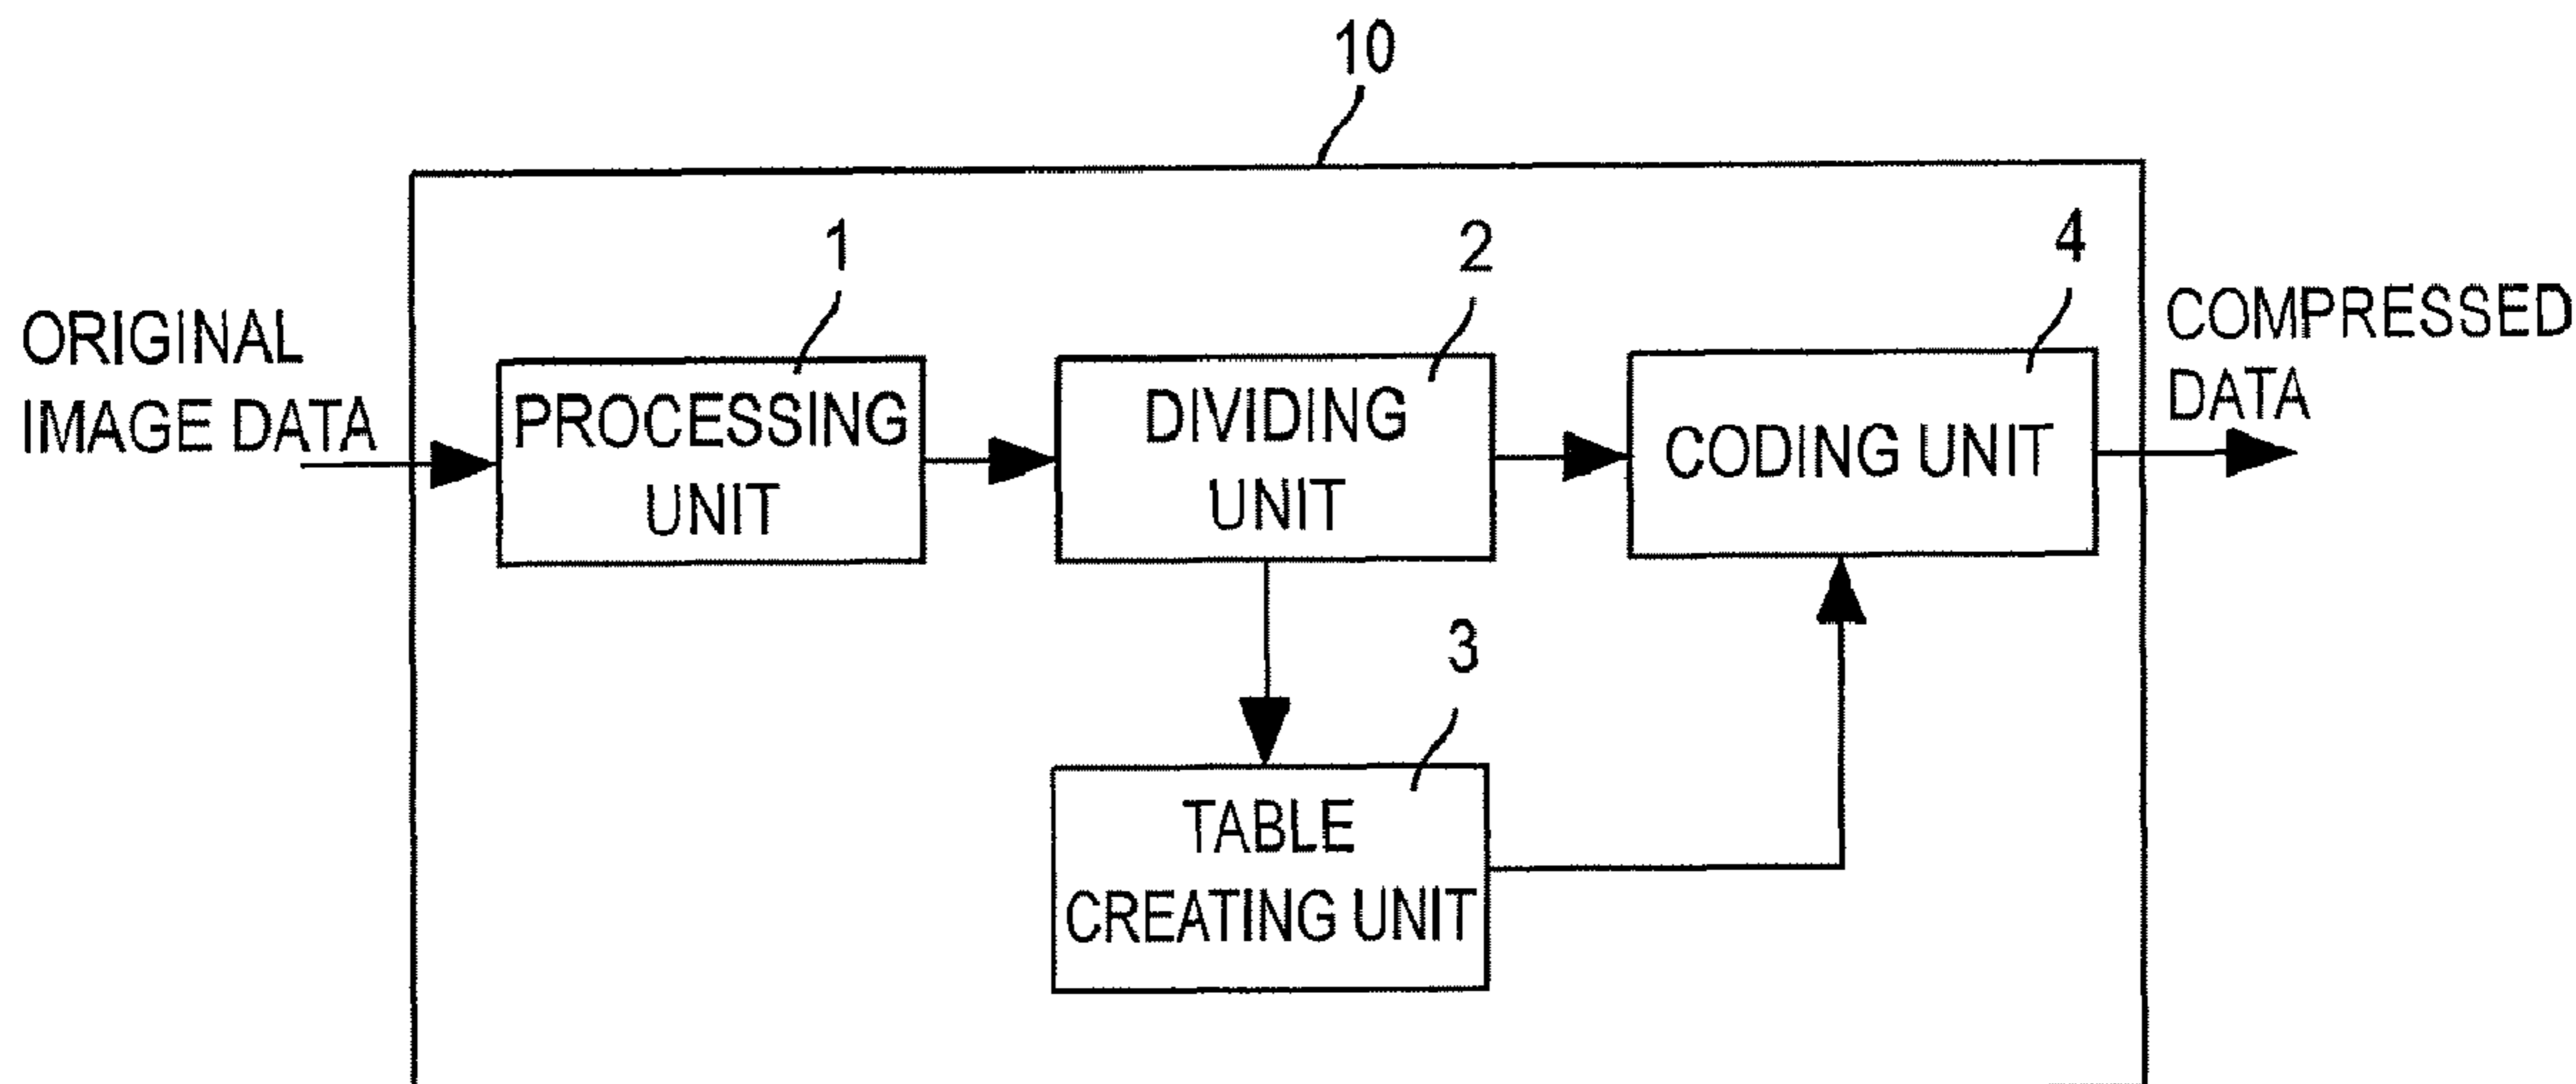 10
1
2
4
ORIGINAL
IMAGE DATA
PROCESSING
UNIT
DIVIDING
UNIT
CODING UNIT
COMPRESSED
DATA
3
TABLE
CREATING UNIT